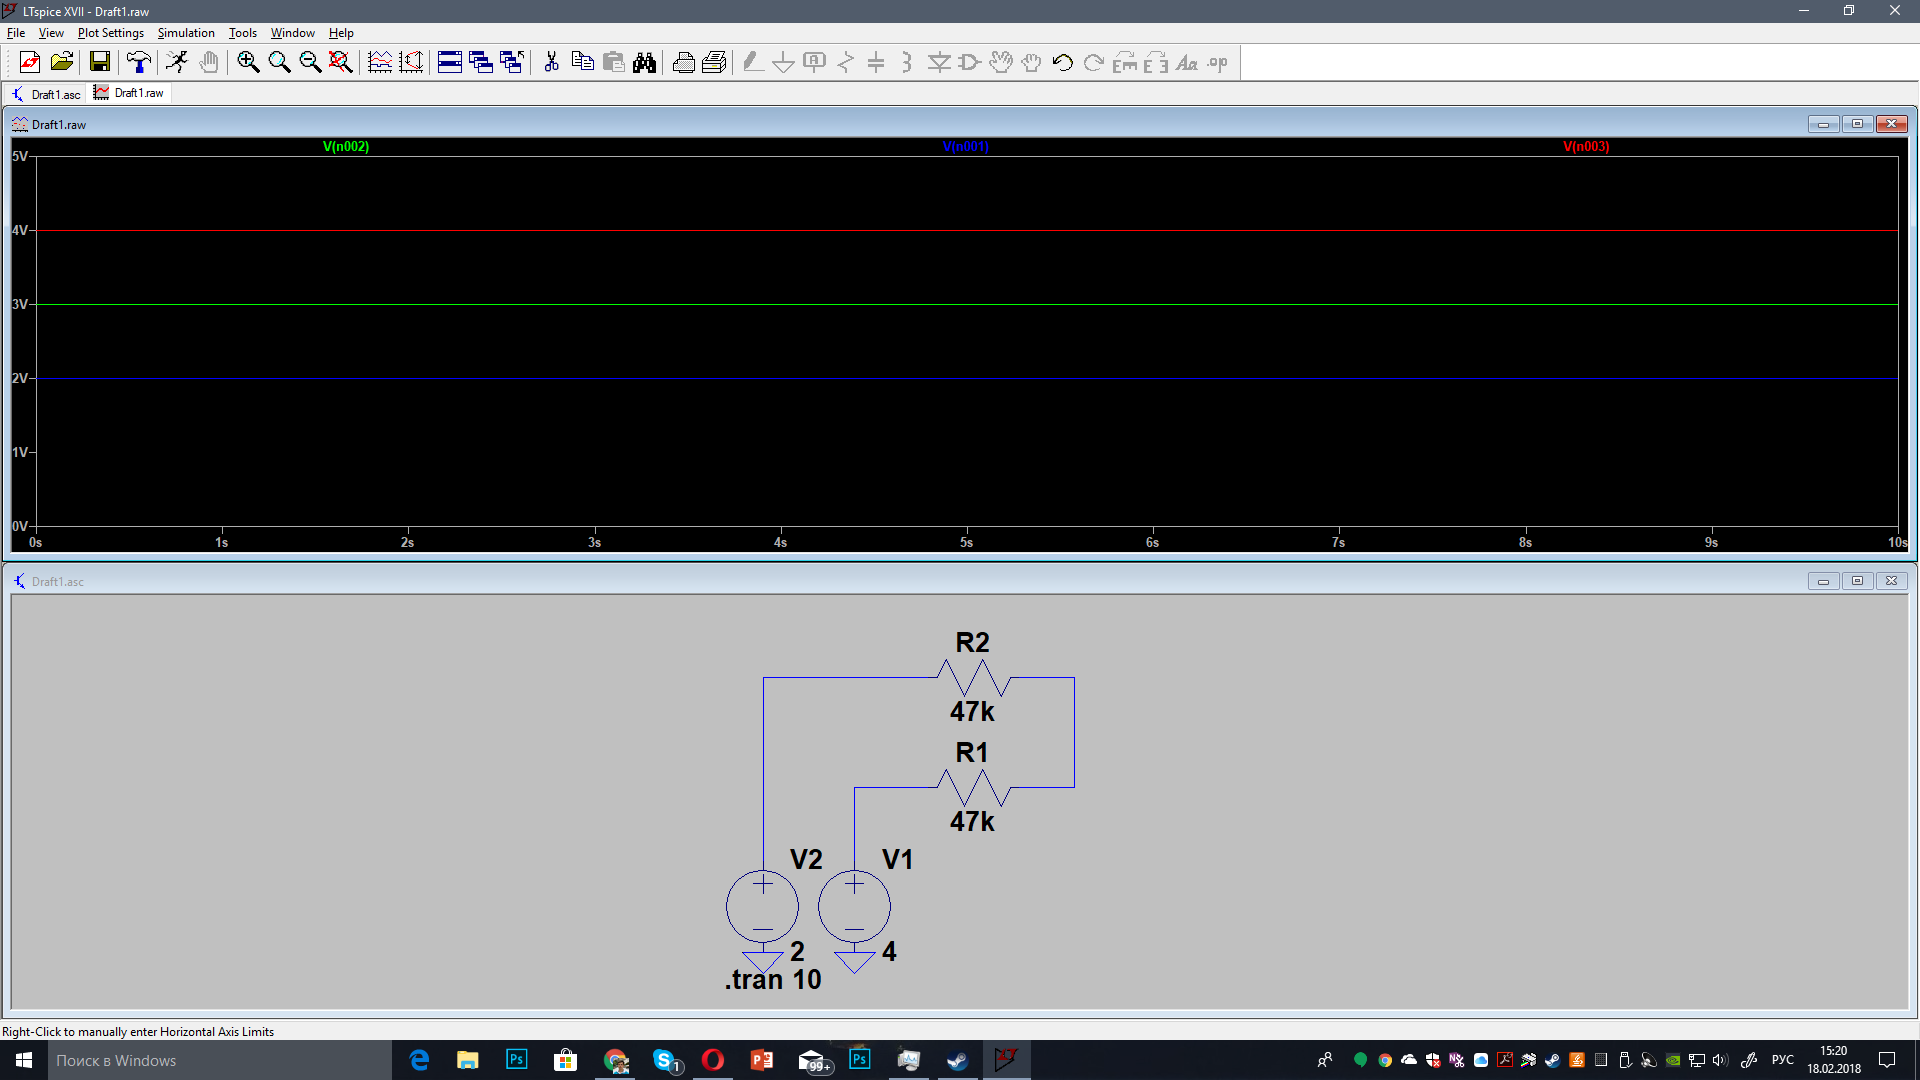 LTspice XVII - Draft1.raw
File View Plot Settings Simulation Tools Window Help
Draft1.asc Draft1.raw
Draft1.raw
V(n002) V(n001) V(n003)
5V
4V
3V
2V
1V
0V
0s 1s 2s 3s 4s 5s 6s 7s 8s 9s 10s
Draft1.asc
R2
47k
R1
47k
V2 V1
2 4
.tran 10
Right-Click to manually enter Horizontal Axis Limits
Поиск в Windows
99+
1
РУС
15:20
18.02.2018